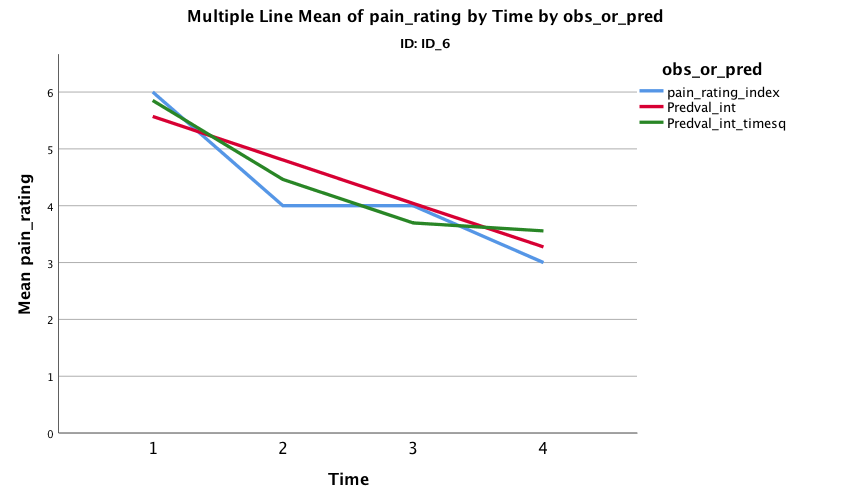 Multiple Line Mean of pain_rating by Time by obs_or_pred
ID: ID_6
obs_or_pred
pain_rating_index
Predval_int
Predval_int_timesq
Mean pain_rating
6
5
4
3
2
1
0
1 2 3 4
Time